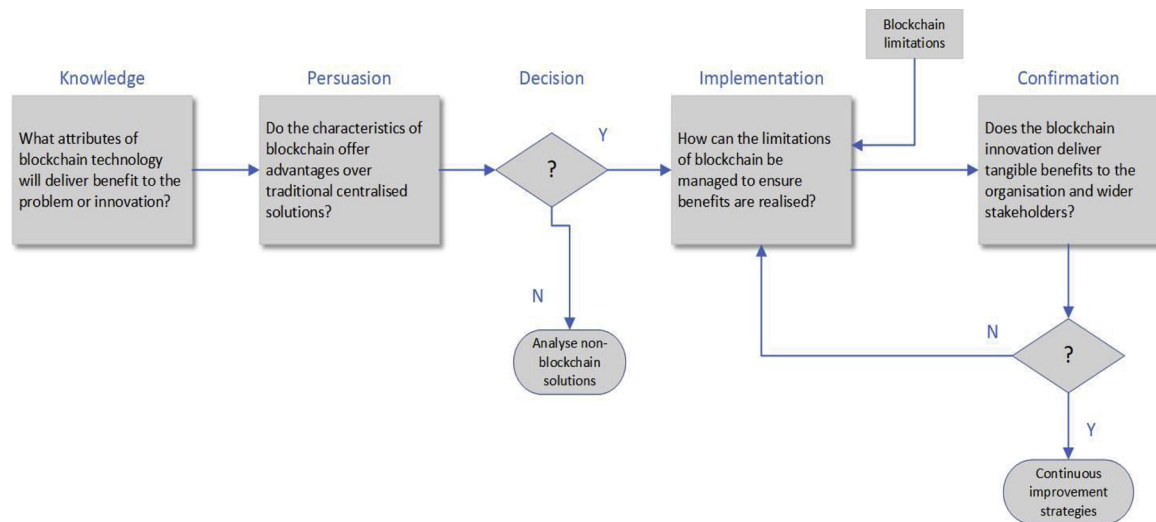 Blockchain
limitations
Knowledge
Persuasion
Decision
Implementation
Confirmation
What attributes of
blockchain technology
will deliver benefit to the
problem or innovation?
Do the characteristics of
blockchain offer
advantages over
traditional centralised
solutions?
?
Y
N
Analyse non-
blockchain
solutions
How can the limitations
of blockchain be
managed to ensure
benefits are realised?
Does the blockchain
innovation deliver
tangible benefits to the
organisation and wider
stakeholders?
N
?
Y
Continuous
improvement
strategies